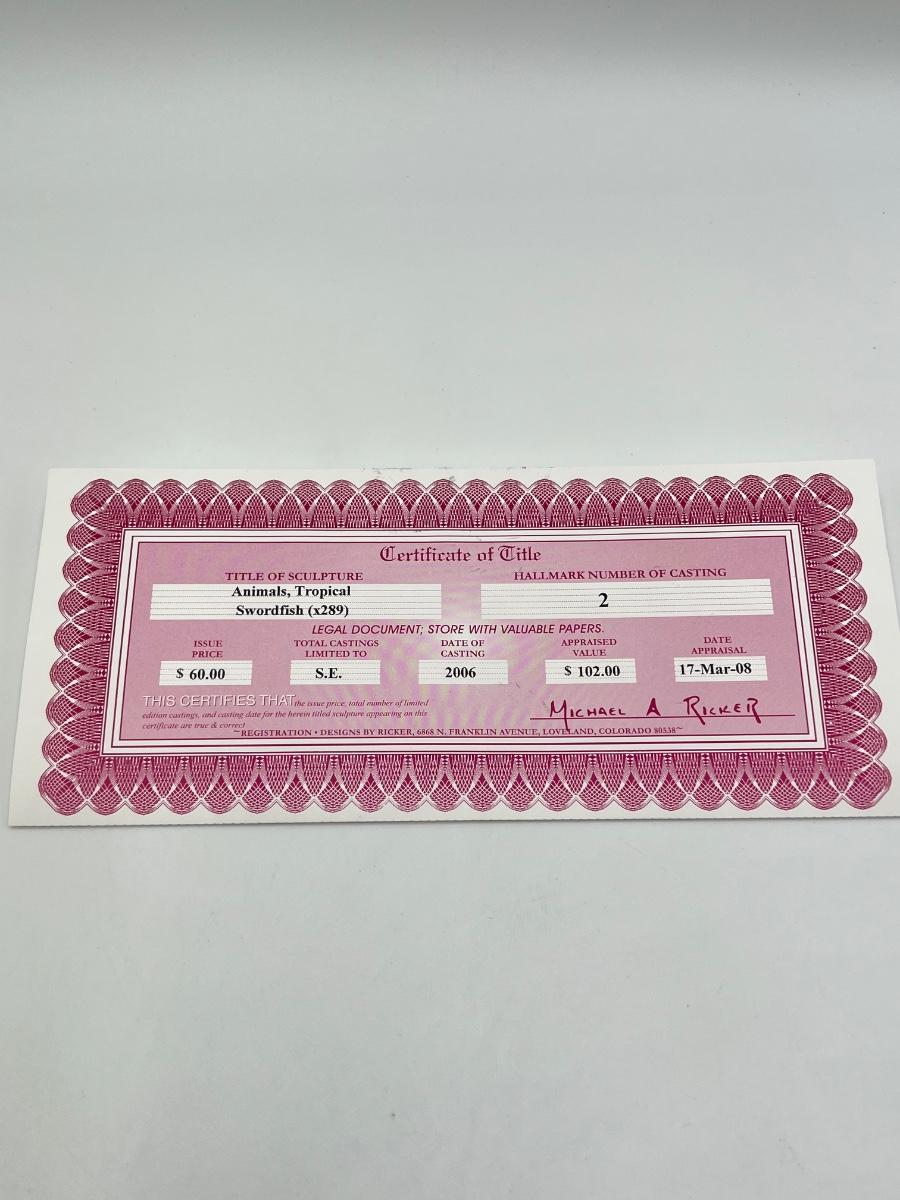 Certificate of Title
TITLE OF SCULPTURE
Animals, Tropical
Swordfish (x289)
HALLMARK NUMBER OF CASTING
2
LEGAL DOCUMENT; STORE WITH VALUABLE PAPERS.
ISSUE
PRICE
$ 60.00
TOTAL CASTINGS
LIMITED TO
S.E.
DATE OF
CASTING
2006
APPRAISED
VALUE
$ 102.00
DATE
APPRAISAL
17-Mar-08
THIS CERTIFIES THAT the issue price, total number of limited
edition castings, and casting date for the herein titled sculpture appearing on this
certificate are true & correct
MICHAEL A RICKER
~REGISTRATION • DESIGNS BY RICKER, 6868 N. FRANKLIN AVENUE, LOVELAND, COLORADO 80538~